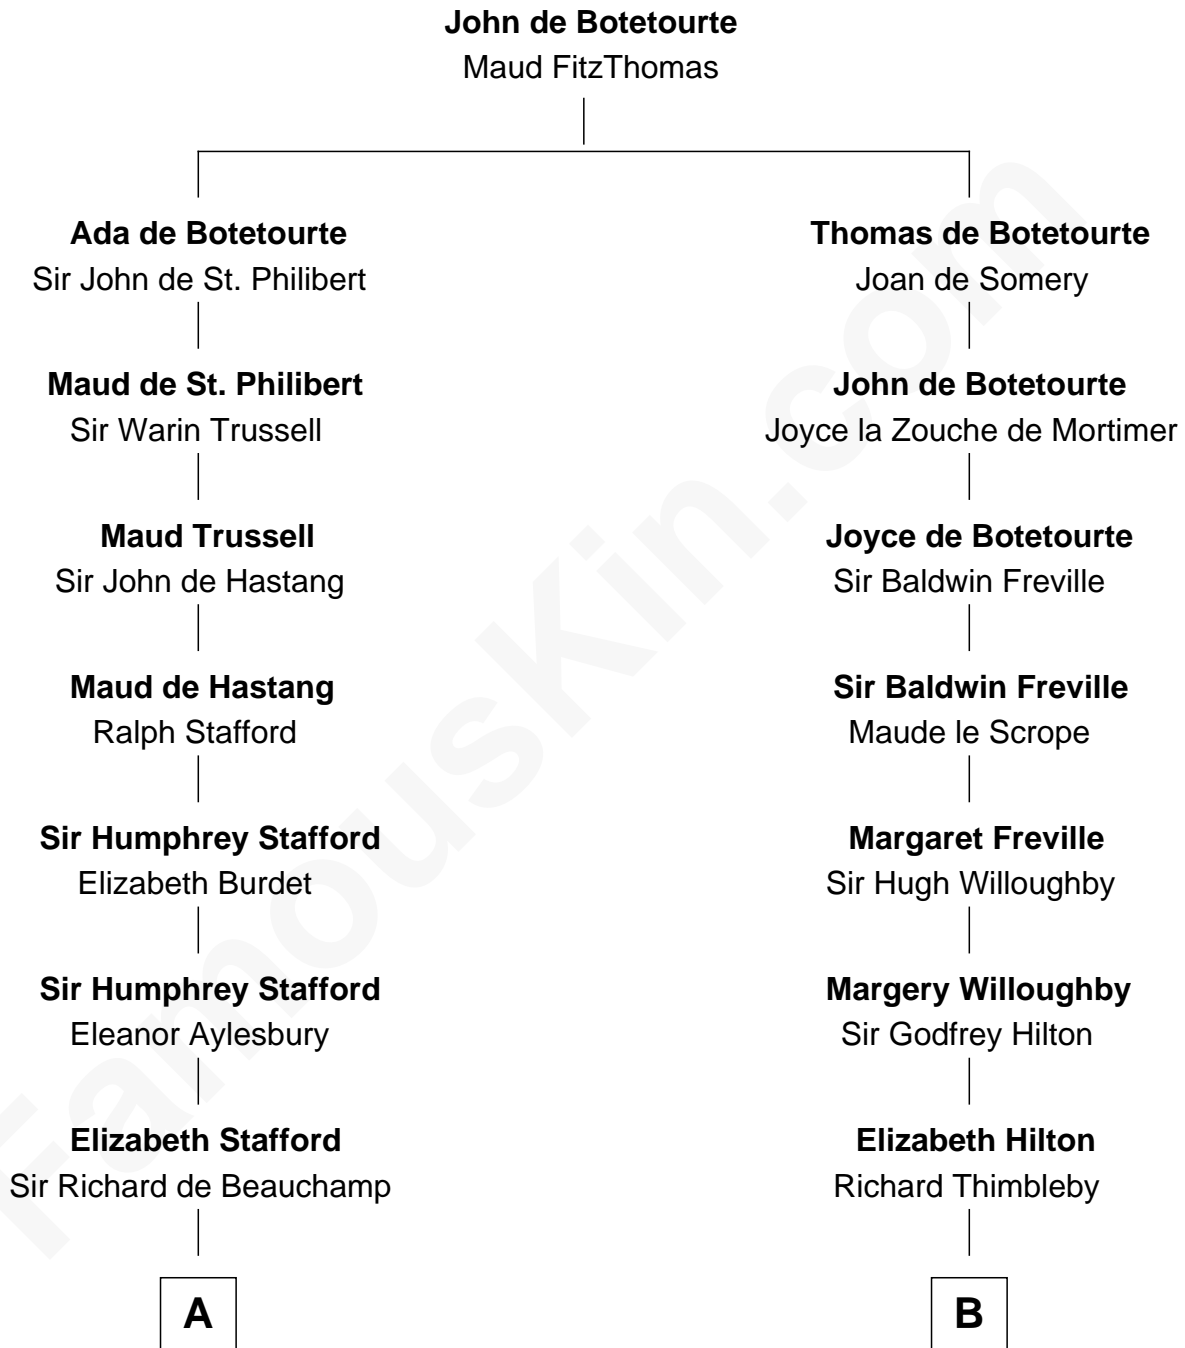 John de Botetourte
Maud FitzThomas
Ada de Botetourte
Sir John de St. Philibert
Thomas de Botetourte
Joan de Somery
Maud de St. Philibert
Sir Warin Trussell
John de Botetourte
Joyce la Zouche de Mortimer
Maud Trussell
Sir John de Hastang
Joyce de Botetourte
Sir Baldwin Freville
Maud de Hastang
Ralph Stafford
Sir Baldwin Freville
Maude le Scrope
Sir Humphrey Stafford
Elizabeth Burdet
Margaret Freville
Sir Hugh Willoughby
Sir Humphrey Stafford
Eleanor Aylesbury
Margery Willoughby
Sir Godfrey Hilton
Elizabeth Stafford
Sir Richard de Beauchamp
Elizabeth Hilton
Richard Thimbleby
A
B
FamousKin.com